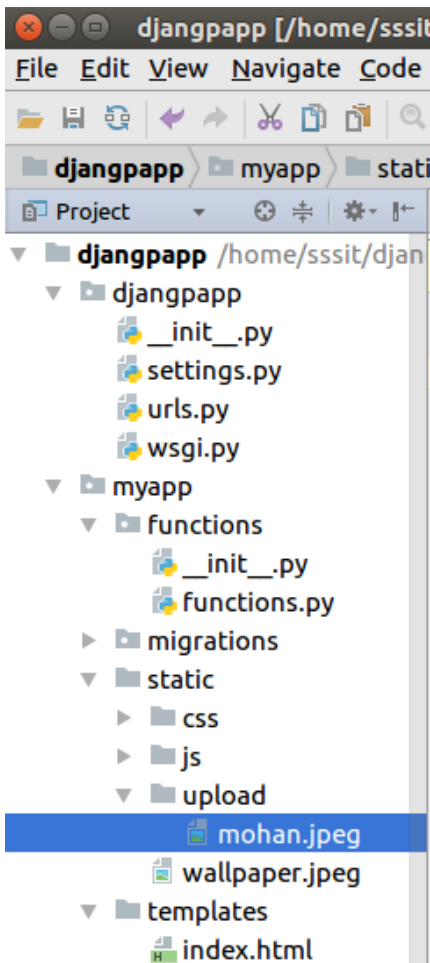 djangpapp [/home/sssit
File Edit View Navigate Code
djangpapp myapp stati
Project
djangpapp /home/sssit/djan
djangpapp
__init__.py
settings.py
urls.py
wsgi.py
myapp
functions
__init__.py
functions.py
migrations
static
css
js
upload
mohan.jpeg
wallpaper.jpeg
templates
index.html